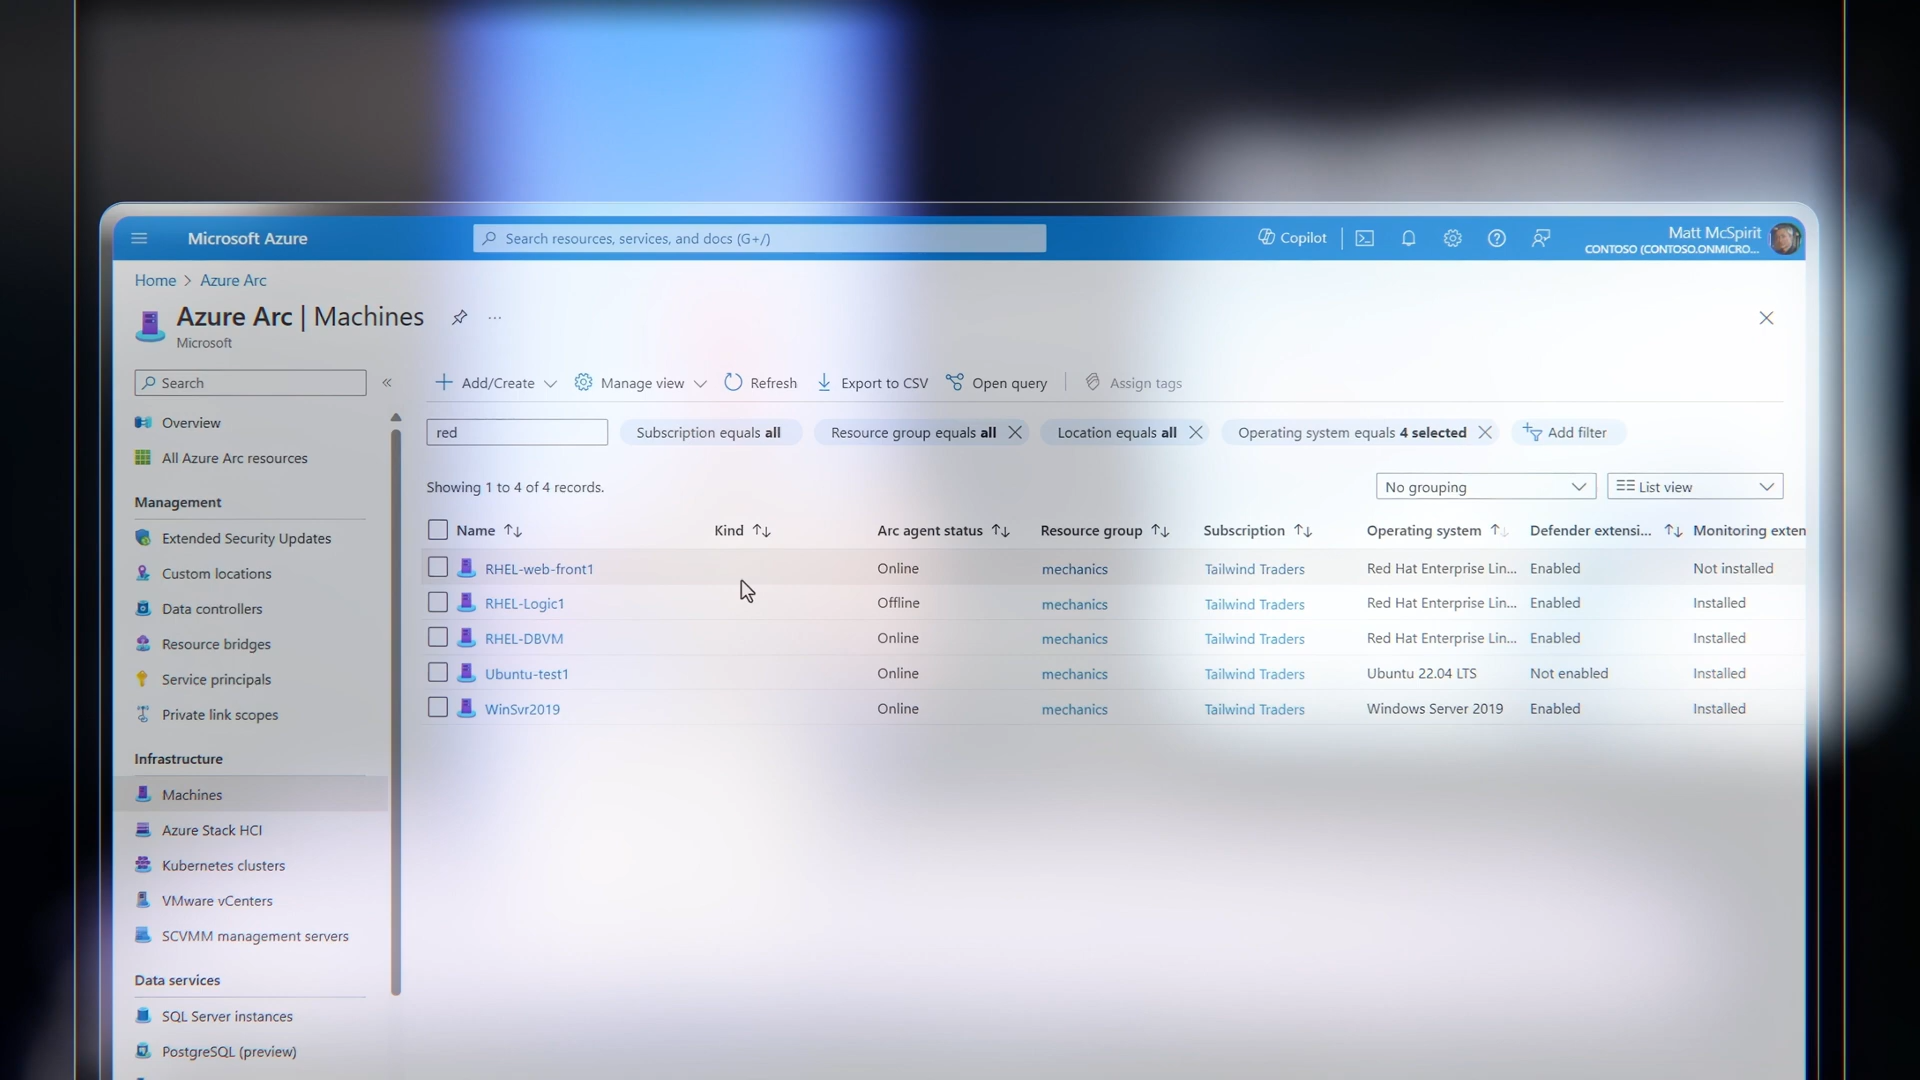 Microsoft Azure
Search resources, services, and docs (G+/)
Copilot
Matt McSpirit
CONTOSO (CONTOSO.ONMICRO...
Home > Azure Arc
Azure Arc | Machines
...
Microsoft
Search
«
Add/Create
Manage view
Refresh
Export to CSV
Open query
Assign tags
red
Subscription equals all
Resource group equals all
Location equals all
Operating system equals 4 selected
Add filter
Showing 1 to 4 of 4 records.
No grouping
List view
Name Kind Arc agent status Resource group Subscription Operating system Defender extensi... Monitoring exten
RHEL-web-front1 Online mechanics Tailwind Traders Red Hat Enterprise Lin... Enabled Not installed
RHEL-Logic1 Offline mechanics Tailwind Traders Red Hat Enterprise Lin... Enabled Installed
RHEL-DBVM Online mechanics Tailwind Traders Red Hat Enterprise Lin... Enabled Installed
Ubuntu-test1 Online mechanics Tailwind Traders Ubuntu 22.04 LTS Not enabled Installed
WinSvr2019 Online mechanics Tailwind Traders Windows Server 2019 Enabled Installed
Overview
All Azure Arc resources
Management
Extended Security Updates
Custom locations
Data controllers
Resource bridges
Service principals
Private link scopes
Infrastructure
Machines
Azure Stack HCI
Kubernetes clusters
VMware vCenters
SCVMM management servers
Data services
SQL Server instances
PostgreSQL (preview)